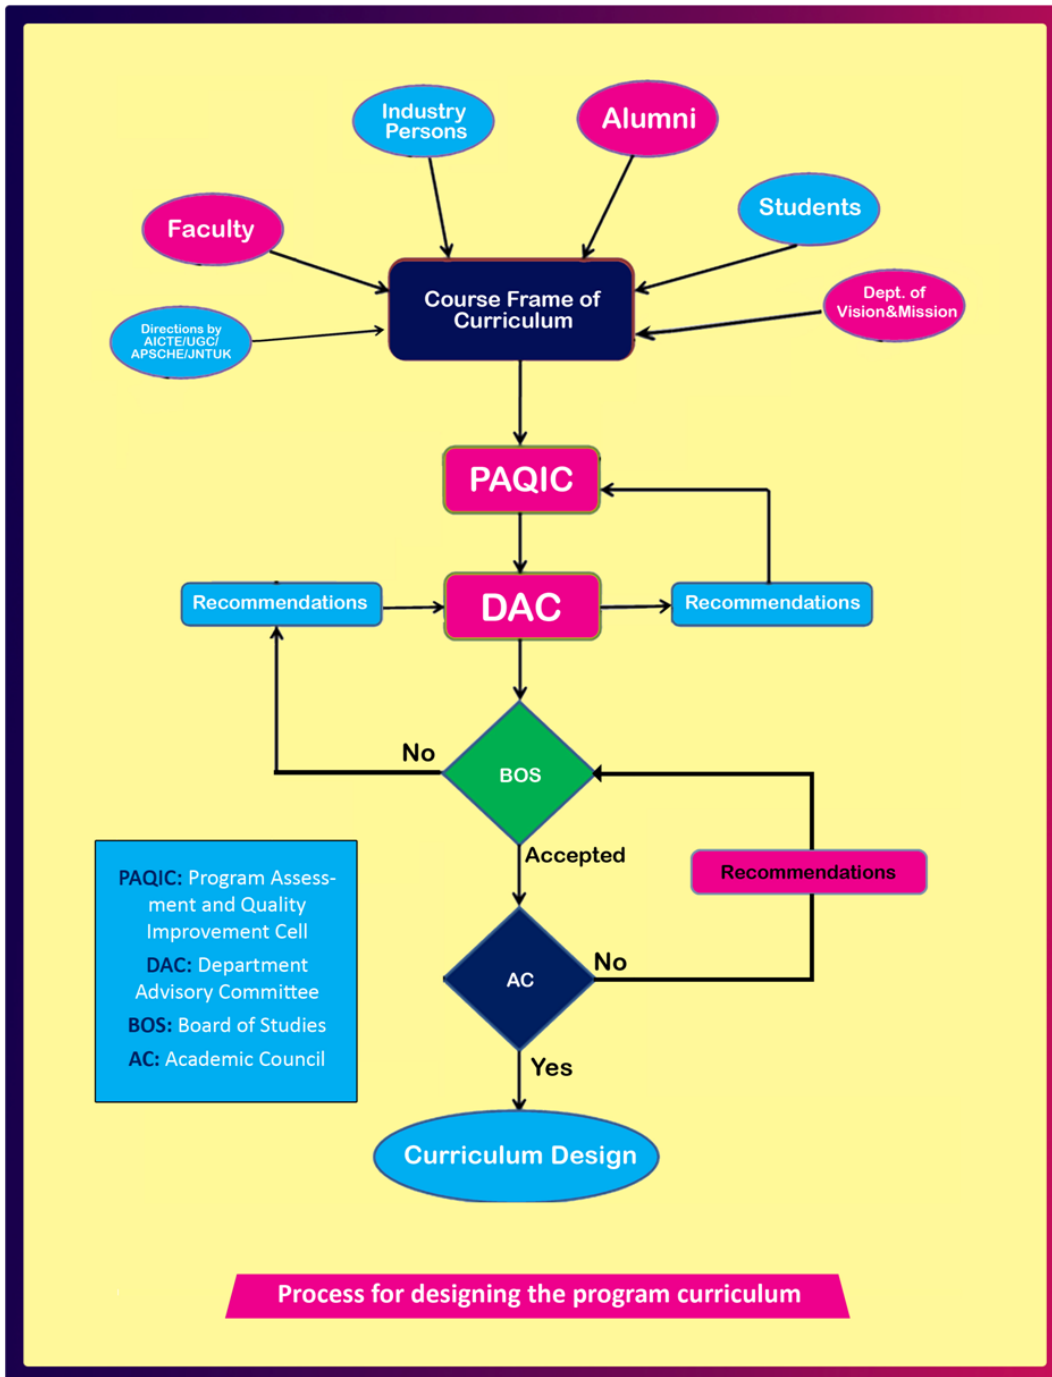 Industry
Persons
Alumni
Students
Faculty
Dept. of
Vision&Mission
Course Frame of
Curriculum
Directions by
AICTE/UGC/
APSCHE/JNTUK
PAQIC
Recommendations
DAC
Recommendations
No
BOS
Accepted
Recommendations
PAQIC: Program Assess-
ment and Quality
Improvement Cell
DAC: Department
Advisory Committee
BOS: Board of Studies
AC: Academic Council
AC
No
Yes
Curriculum Design
Process for designing the program curriculum